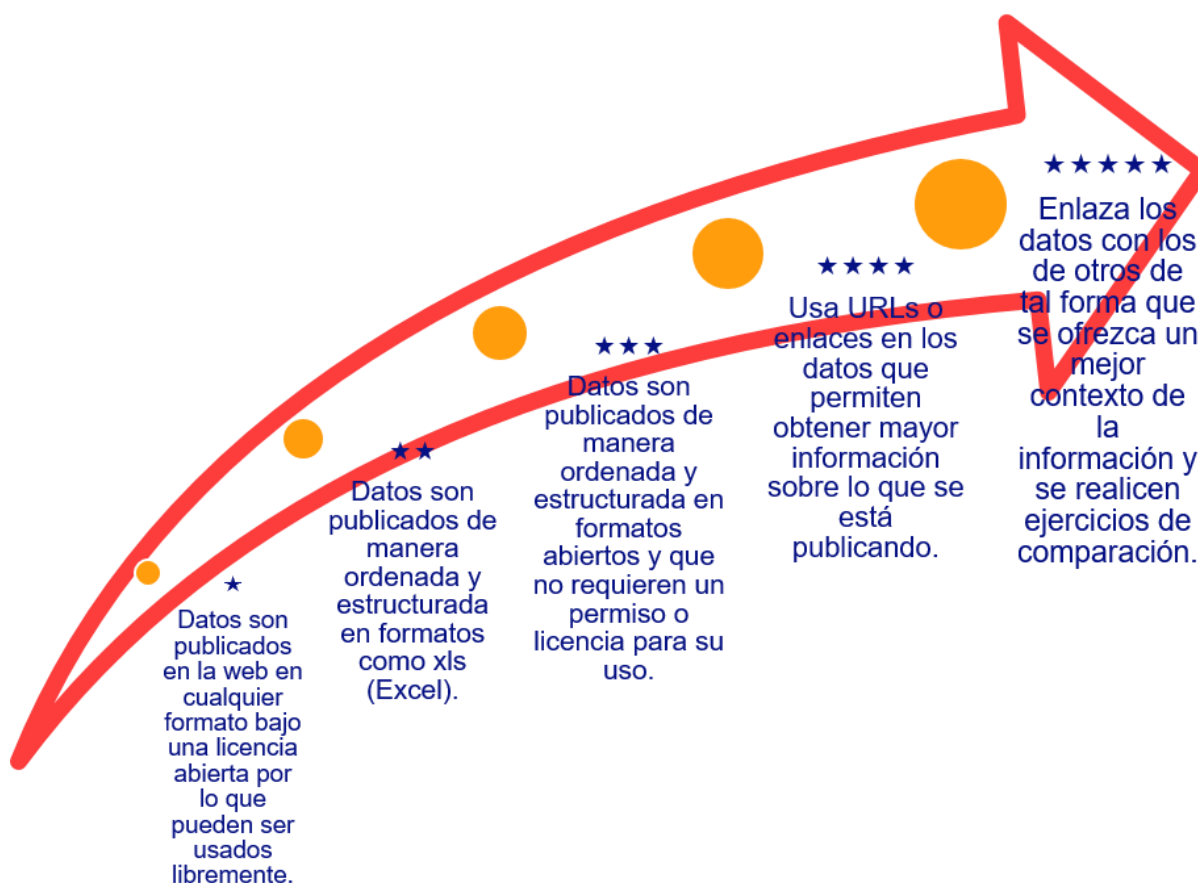 ★
Datos son
publicados
en la web en
cualquier
formato bajo
una licencia
abierta por
lo que
pueden ser
usados
libremente.
★★
Datos son
publicados de
manera
ordenada y
estructurada
en formatos
como xls
(Excel).
★★★
Datos son
publicados de
manera
ordenada y
estructurada en
formatos
abiertos y que
no requieren un
permiso o
licencia para su
uso.
★★★★
Usa URLs o
enlaces en los
datos que
permiten
obtener mayor
información
sobre lo que se
está
publicando.
★★★★★
Enlaza los
datos con los
de otros de
tal forma que
se ofrezca un
mejor
contexto de
la
información y
se realicen
ejercicios de
comparación.